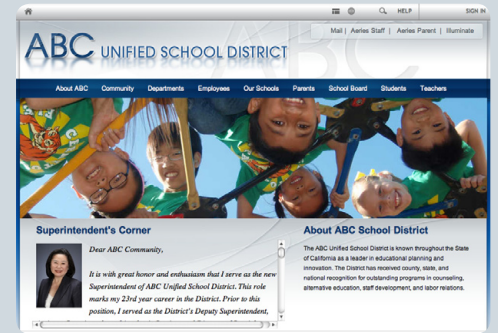 HELP SIGN IN
Mail | Aeries Staff | Aeries Parent | Illuminate
ABC UNIFIED SCHOOL DISTRICT
About ABC Community Departments Employees Our Schools Parents School Board Students Teachers
Superintendent's Corner
Dear ABC Community,
It is with great honor and enthusiasm that I serve as the new
Superintendent of ABC Unified School District. This role
marks my 23rd year career in the District. Prior to this
position, I served as the District's Deputy Superintendent,
About ABC School District
The ABC Unified School District is known throughout the State
of California as a leader in educational planning and
innovation. The District has received county, state, and
national recognition for outstanding programs in counseling,
alternative education, staff development, and labor relations.